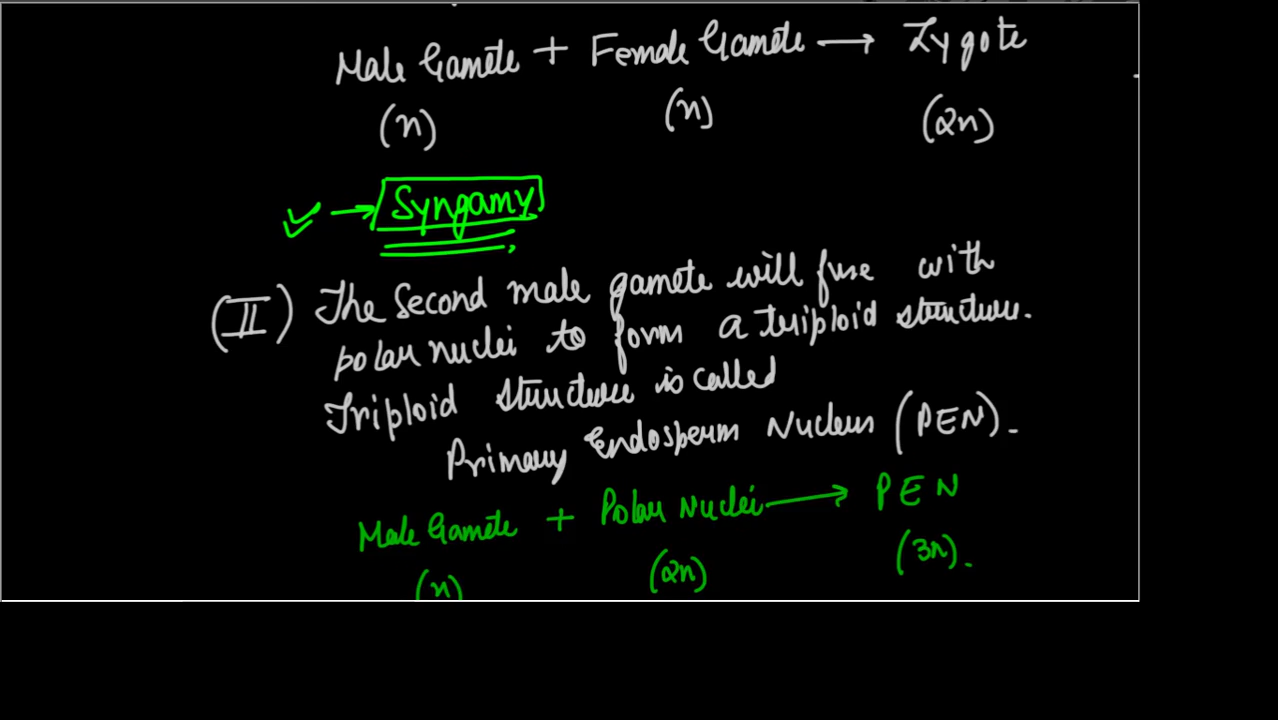 Male Gamete + Female Gamete → Zygote
(n) (n) (2n)
→ Syngamy
(II) The Second male gamete will fuse with
polar nuclei to form a triploid structure.
Triploid structure is called
Primary Endosperm Nucleus (PEN).
Male Gamete + Polar Nuclei → PEN
(n) (2n) (3n).